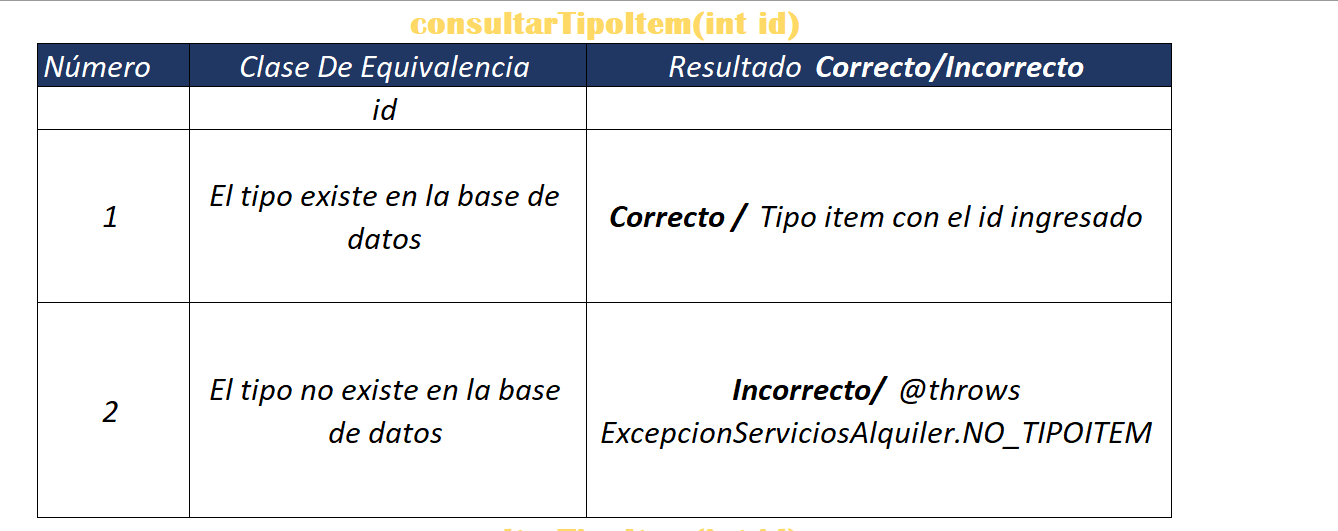 consultarTipoItem(int id)
Número Clase De Equivalencia Resultado Correcto/Incorrecto
id
1
El tipo existe en la base de
datos
Correcto / Tipo item con el id ingresado
2
El tipo no existe en la base
de datos
Incorrecto/ @throws
ExcepcionServiciosAlquiler.NO_TIPOITEM